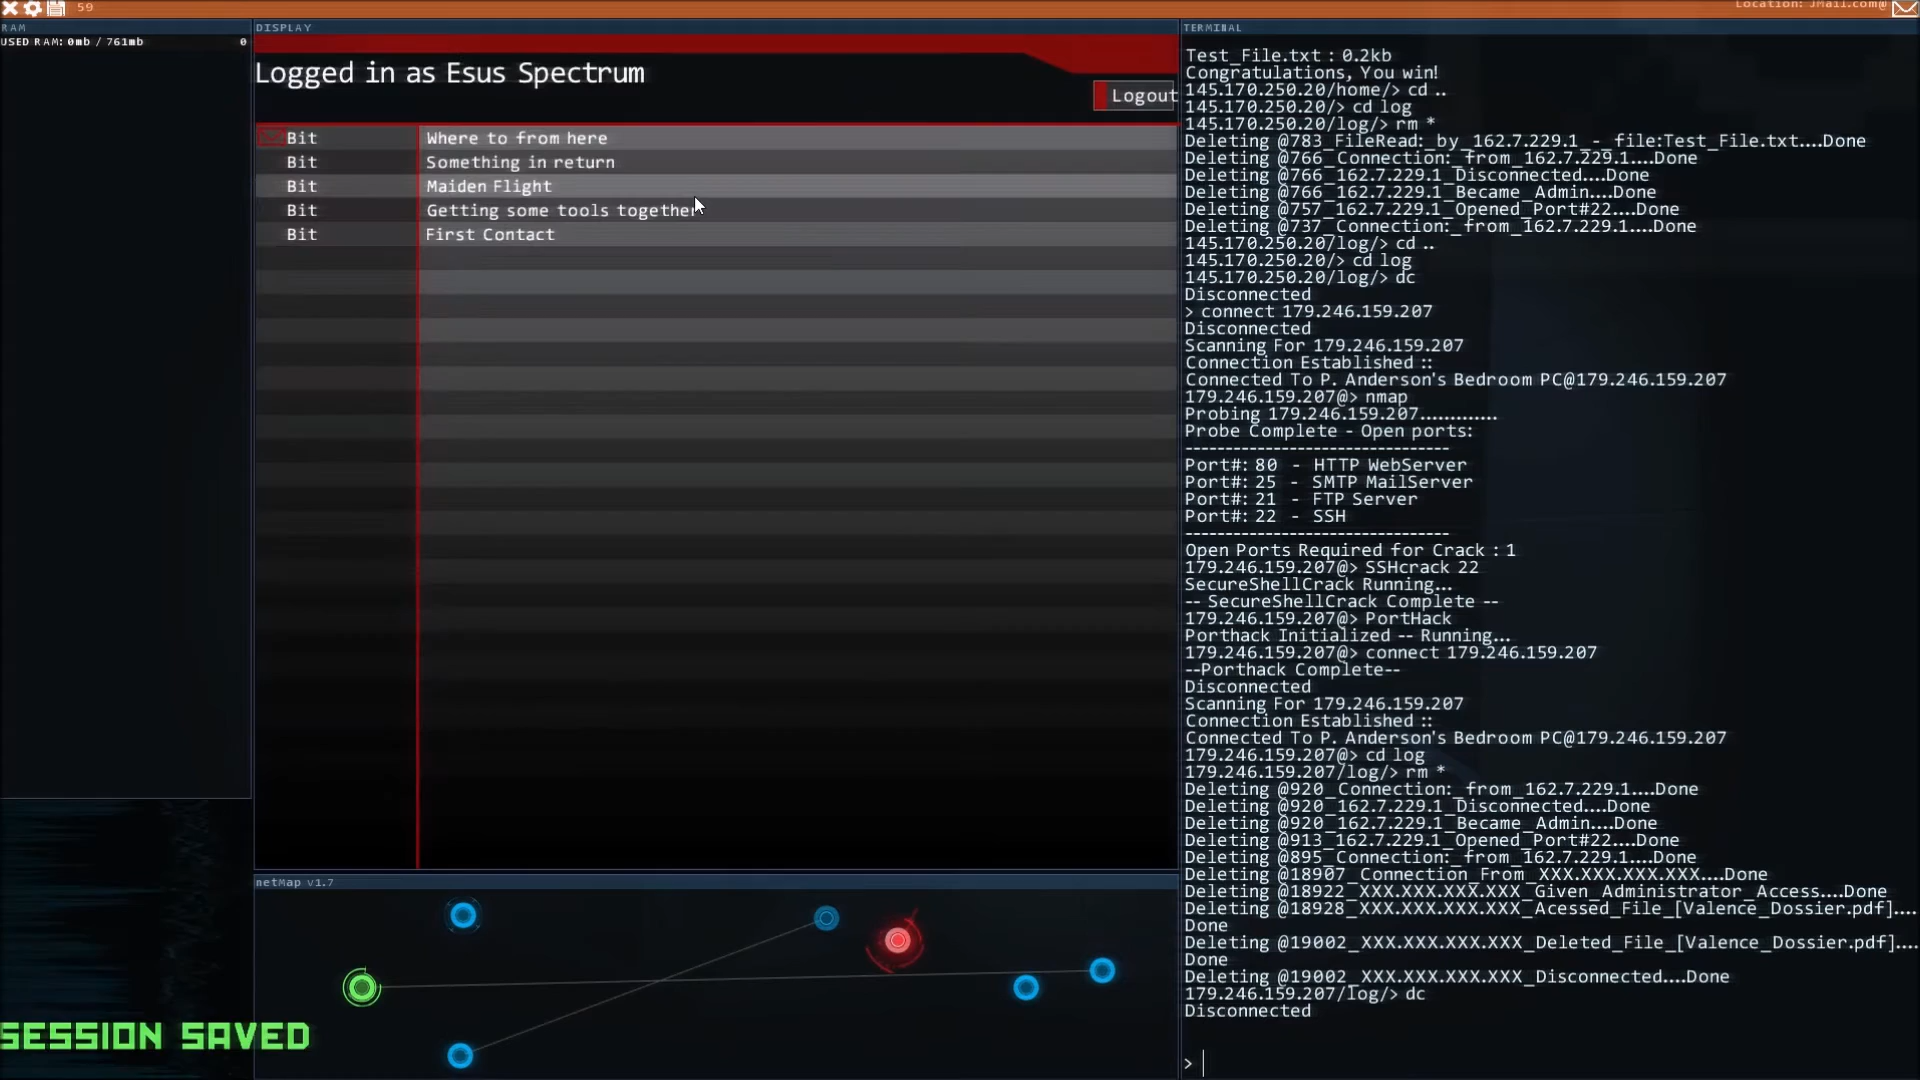 59
Location: JMail.com@
RAM
USED RAM: 0mb / 761mb
0
DISPLAY
Logged in as Esus Spectrum
Logout
Bit
Where to from here
Bit
Something in return
Bit
Maiden Flight
Bit
Getting some tools together
Bit
First Contact
netMap v1.7
SESSION SAVED
TERMINAL
Test_File.txt : 0.2kb
Congratulations, You win!
145.170.250.20/home/> cd ..
145.170.250.20/> cd log
145.170.250.20/log/> rm *
Deleting @783_FileRead:_by_162.7.229.1_-_file:Test_File.txt....Done
Deleting @766_Connection:_from_162.7.229.1....Done
Deleting @766_162.7.229.1_Disconnected....Done
Deleting @766_162.7.229.1_Became_Admin....Done
Deleting @757_162.7.229.1_Opened_Port#22....Done
Deleting @737_Connection:_from_162.7.229.1....Done
145.170.250.20/log/> cd ..
145.170.250.20/> cd log
145.170.250.20/log/> dc
Disconnected
> connect 179.246.159.207
Disconnected
Scanning For 179.246.159.207
Connection Established ::
Connected To P. Anderson's Bedroom PC@179.246.159.207
179.246.159.207@> nmap
Probing 179.246.159.207.............
Probe Complete - Open ports:
---------------------------------
Port#: 80 - HTTP WebServer
Port#: 25 - SMTP MailServer
Port#: 21 - FTP Server
Port#: 22 - SSH
---------------------------------
Open Ports Required for Crack : 1
179.246.159.207@> SSHcrack 22
SecureShellCrack Running...
-- SecureShellCrack Complete --
179.246.159.207@> PortHack
Porthack Initialized -- Running...
179.246.159.207@> connect 179.246.159.207
--Porthack Complete--
Disconnected
Scanning For 179.246.159.207
Connection Established ::
Connected To P. Anderson's Bedroom PC@179.246.159.207
179.246.159.207@> cd log
179.246.159.207/log/> rm *
Deleting @920_Connection:_from_162.7.229.1....Done
Deleting @920_162.7.229.1_Disconnected....Done
Deleting @920_162.7.229.1_Became_Admin....Done
Deleting @913_162.7.229.1_Opened_Port#22....Done
Deleting @895_Connection:_from_162.7.229.1....Done
Deleting @18907_Connection_From_XXX.XXX.XXX.XXX....Done
Deleting @18922_XXX.XXX.XXX.XXX_Given_Administrator_Access....Done
Deleting @18928_XXX.XXX.XXX.XXX_Acessed_File_[Valence_Dossier.pdf]....
Done
Deleting @19002_XXX.XXX.XXX.XXX_Deleted_File_[Valence_Dossier.pdf]....
Done
Deleting @19002_XXX.XXX.XXX.XXX_Disconnected....Done
179.246.159.207/log/> dc
Disconnected
>